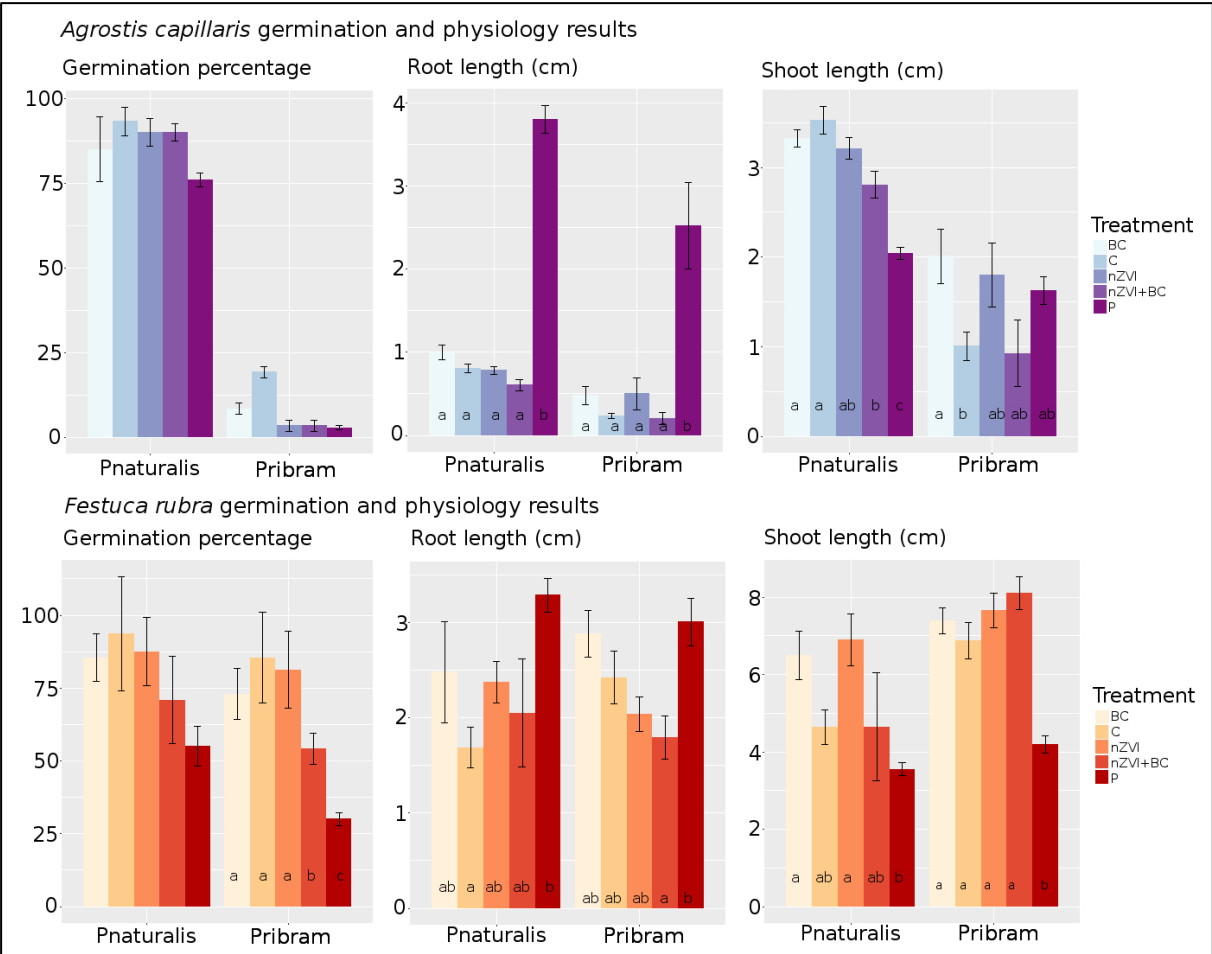 Agrostis capillaris germination and physiology results
Germination percentage
Root length (cm)
Shoot length (cm)
100
75
50
25
0
Pnaturalis
Pribram
4
3
2
1
0
a a a a b a a a a b
Pnaturalis
Pribram
3
2
1
0
a a ab b c a b ab ab ab
Pnaturalis
Pribram
Treatment
BC
C
nZVI
nZVI+BC
P
Festuca rubra germination and physiology results
Germination percentage
Root length (cm)
Shoot length (cm)
100
75
50
25
0
a a a b c
Pnaturalis
Pribram
3
2
1
0
ab a ab ab b ab ab ab a b
Pnaturalis
Pribram
8
6
4
2
0
a ab a ab b a a a a b
Pnaturalis
Pribram
Treatment
BC
C
nZVI
nZVI+BC
P